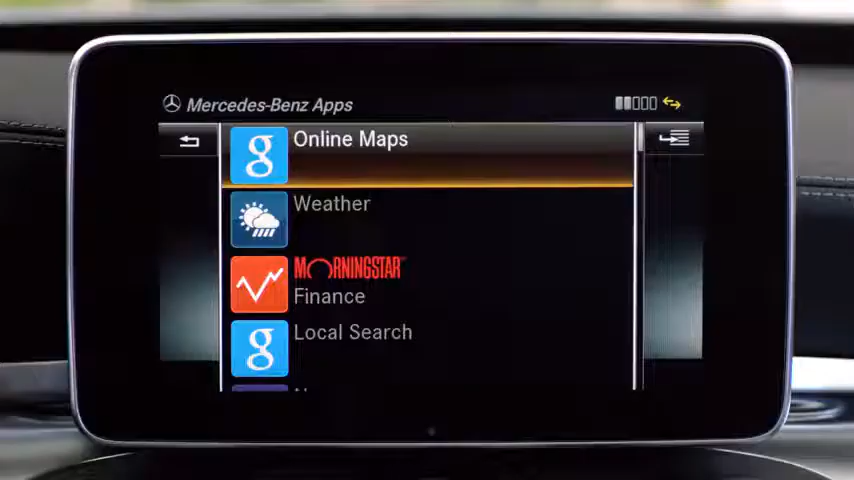 Mercedes-Benz Apps
g Online Maps
Weather
MORNINGSTAR
Finance
g Local Search